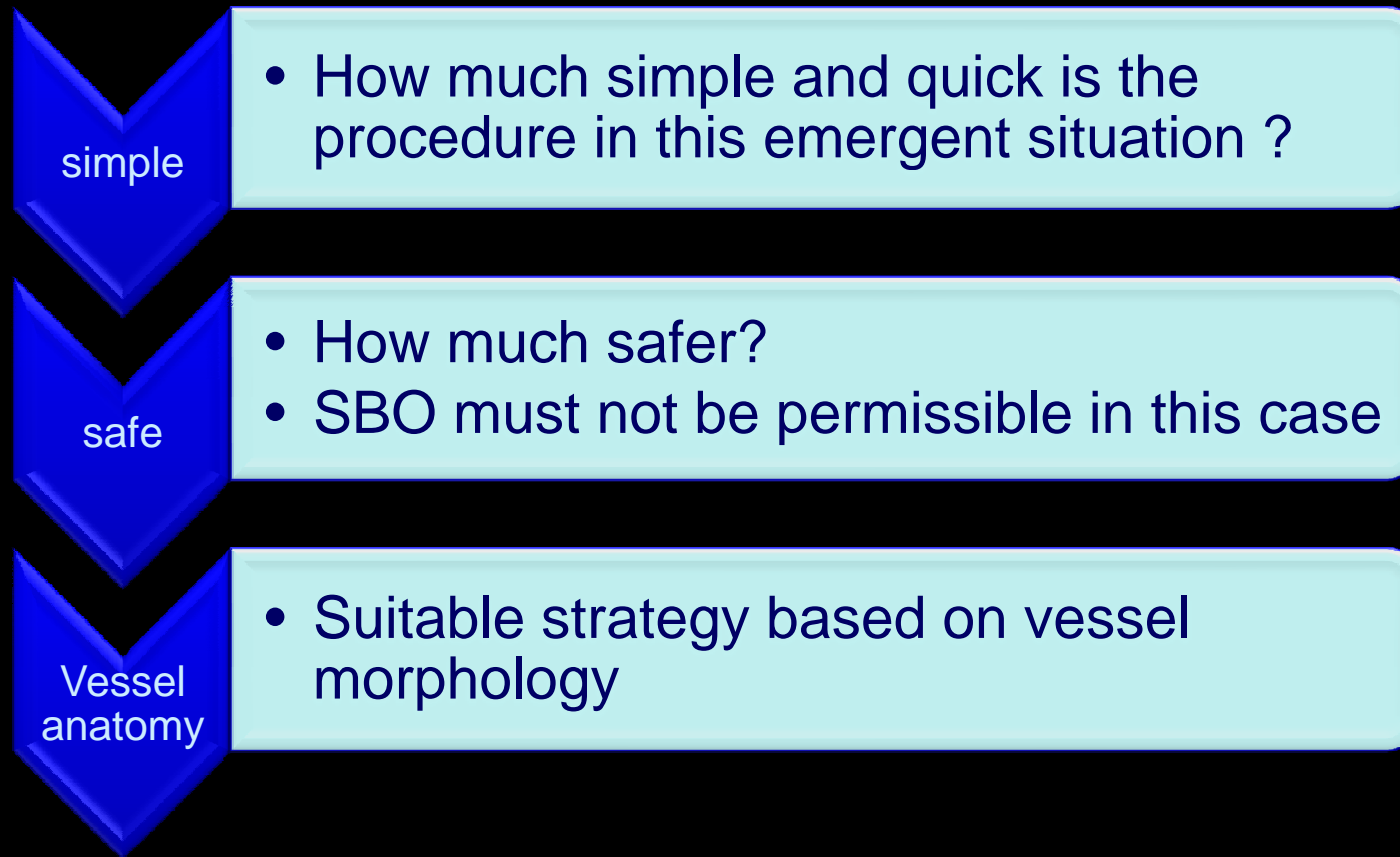 simple
• How much simple and quick is the
procedure in this emergent situation ?
safe
• How much safer?
• SBO must not be permissible in this case
Vessel
anatomy
• Suitable strategy based on vessel
morphology